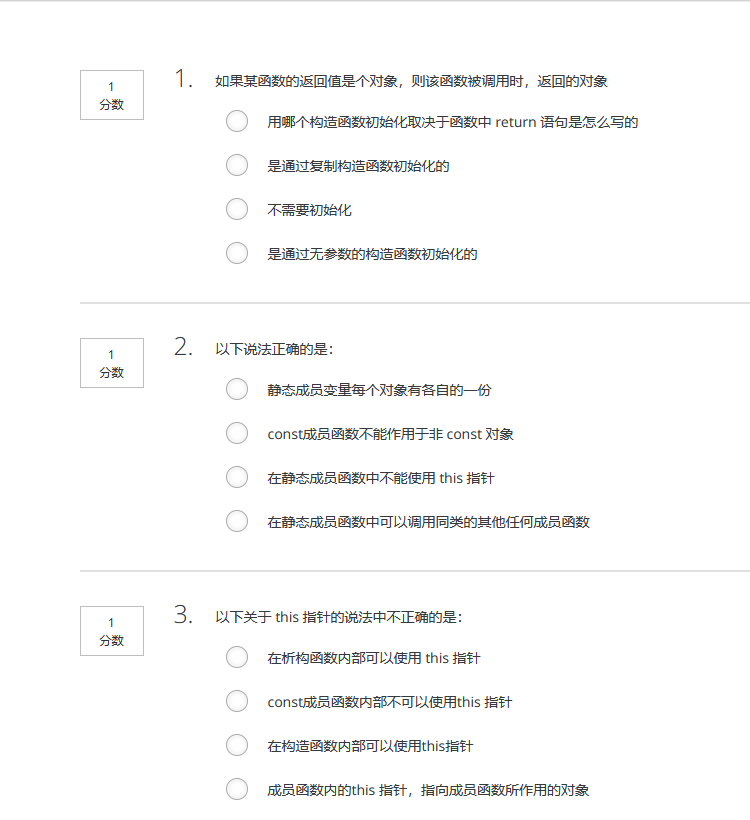 1
分数
1.
如果某函数的返回值是个对象，则该函数被调用时，返回的对象
用哪个构造函数初始化取决于函数中 return 语句是怎么写的
是通过复制构造函数初始化的
不需要初始化
是通过无参数的构造函数初始化的
1
分数
2.
以下说法正确的是：
静态成员变量每个对象有各自的一份
const成员函数不能作用于非 const 对象
在静态成员函数中不能使用 this 指针
在静态成员函数中可以调用同类的其他任何成员函数
1
分数
3.
以下关于 this 指针的说法中不正确的是：
在析构函数内部可以使用 this 指针
const成员函数内部不可以使用this 指针
在构造函数内部可以使用this指针
成员函数内的this 指针，指向成员函数所作用的对象